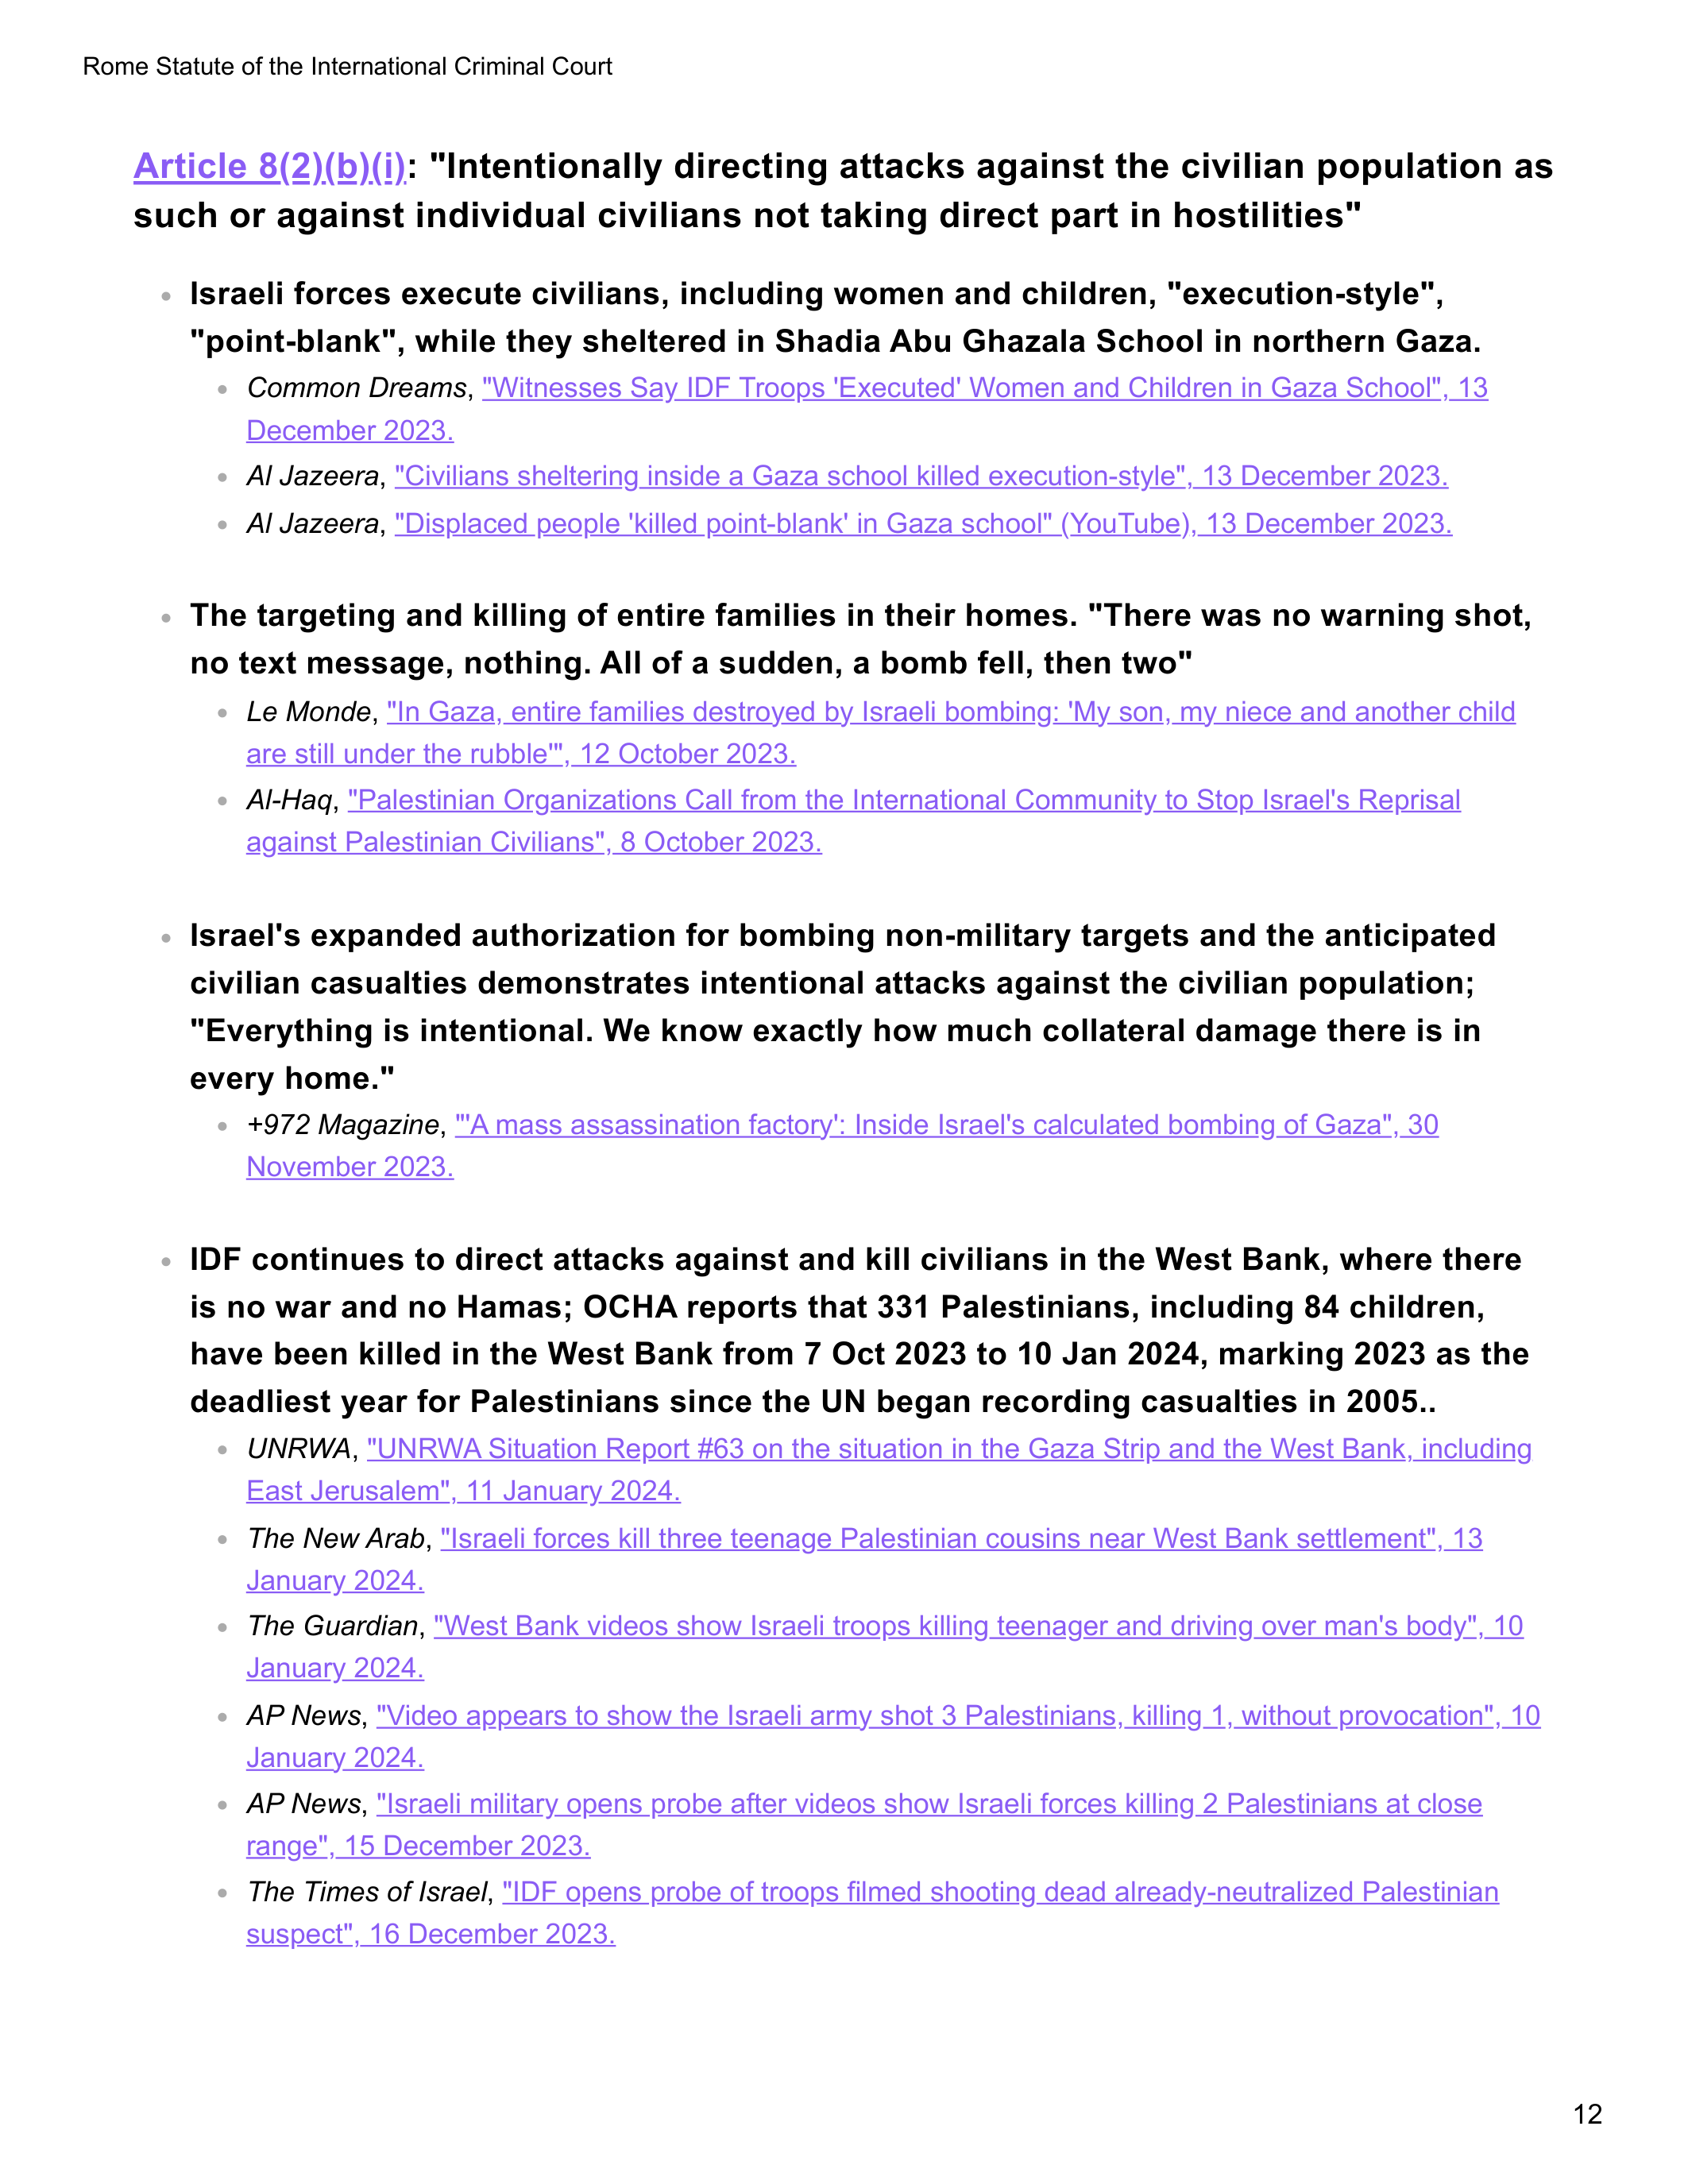 Rome Statute of the International Criminal Court
Article 8(2)(b)(i): "Intentionally directing attacks against the civilian population as
such or against individual civilians not taking direct part in hostilities"
Israeli forces execute civilians, including women and children, "execution-style",
"point-blank", while they sheltered in Shadia Abu Ghazala School in northern Gaza.
Common Dreams, "Witnesses Say IDF Troops 'Executed' Women and Children in Gaza School", 13
December 2023.
Al Jazeera, "Civilians sheltering inside a Gaza school killed execution-style", 13 December 2023.
Al Jazeera, "Displaced people 'killed point-blank' in Gaza school" (YouTube), 13 December 2023.
The targeting and killing of entire families in their homes. "There was no warning shot,
no text message, nothing. All of a sudden, a bomb fell, then two"
Le Monde, "In Gaza, entire families destroyed by Israeli bombing: 'My son, my niece and another child
are still under the rubble'", 12 October 2023.
Al-Haq, "Palestinian Organizations Call from the International Community to Stop Israel's Reprisal
against Palestinian Civilians", 8 October 2023.
Israel's expanded authorization for bombing non-military targets and the anticipated
civilian casualties demonstrates intentional attacks against the civilian population;
"Everything is intentional. We know exactly how much collateral damage there is in
every home."
+972 Magazine, "'A mass assassination factory': Inside Israel's calculated bombing of Gaza", 30
November 2023.
IDF continues to direct attacks against and kill civilians in the West Bank, where there
is no war and no Hamas; OCHA reports that 331 Palestinians, including 84 children,
have been killed in the West Bank from 7 Oct 2023 to 10 Jan 2024, marking 2023 as the
deadliest year for Palestinians since the UN began recording casualties in 2005..
UNRWA, "UNRWA Situation Report #63 on the situation in the Gaza Strip and the West Bank, including
East Jerusalem", 11 January 2024.
The New Arab, "Israeli forces kill three teenage Palestinian cousins near West Bank settlement", 13
January 2024.
The Guardian, "West Bank videos show Israeli troops killing teenager and driving over man's body", 10
January 2024.
AP News, "Video appears to show the Israeli army shot 3 Palestinians, killing 1, without provocation", 10
January 2024.
AP News, "Israeli military opens probe after videos show Israeli forces killing 2 Palestinians at close
range", 15 December 2023.
The Times of Israel, "IDF opens probe of troops filmed shooting dead already-neutralized Palestinian
suspect", 16 December 2023.
12